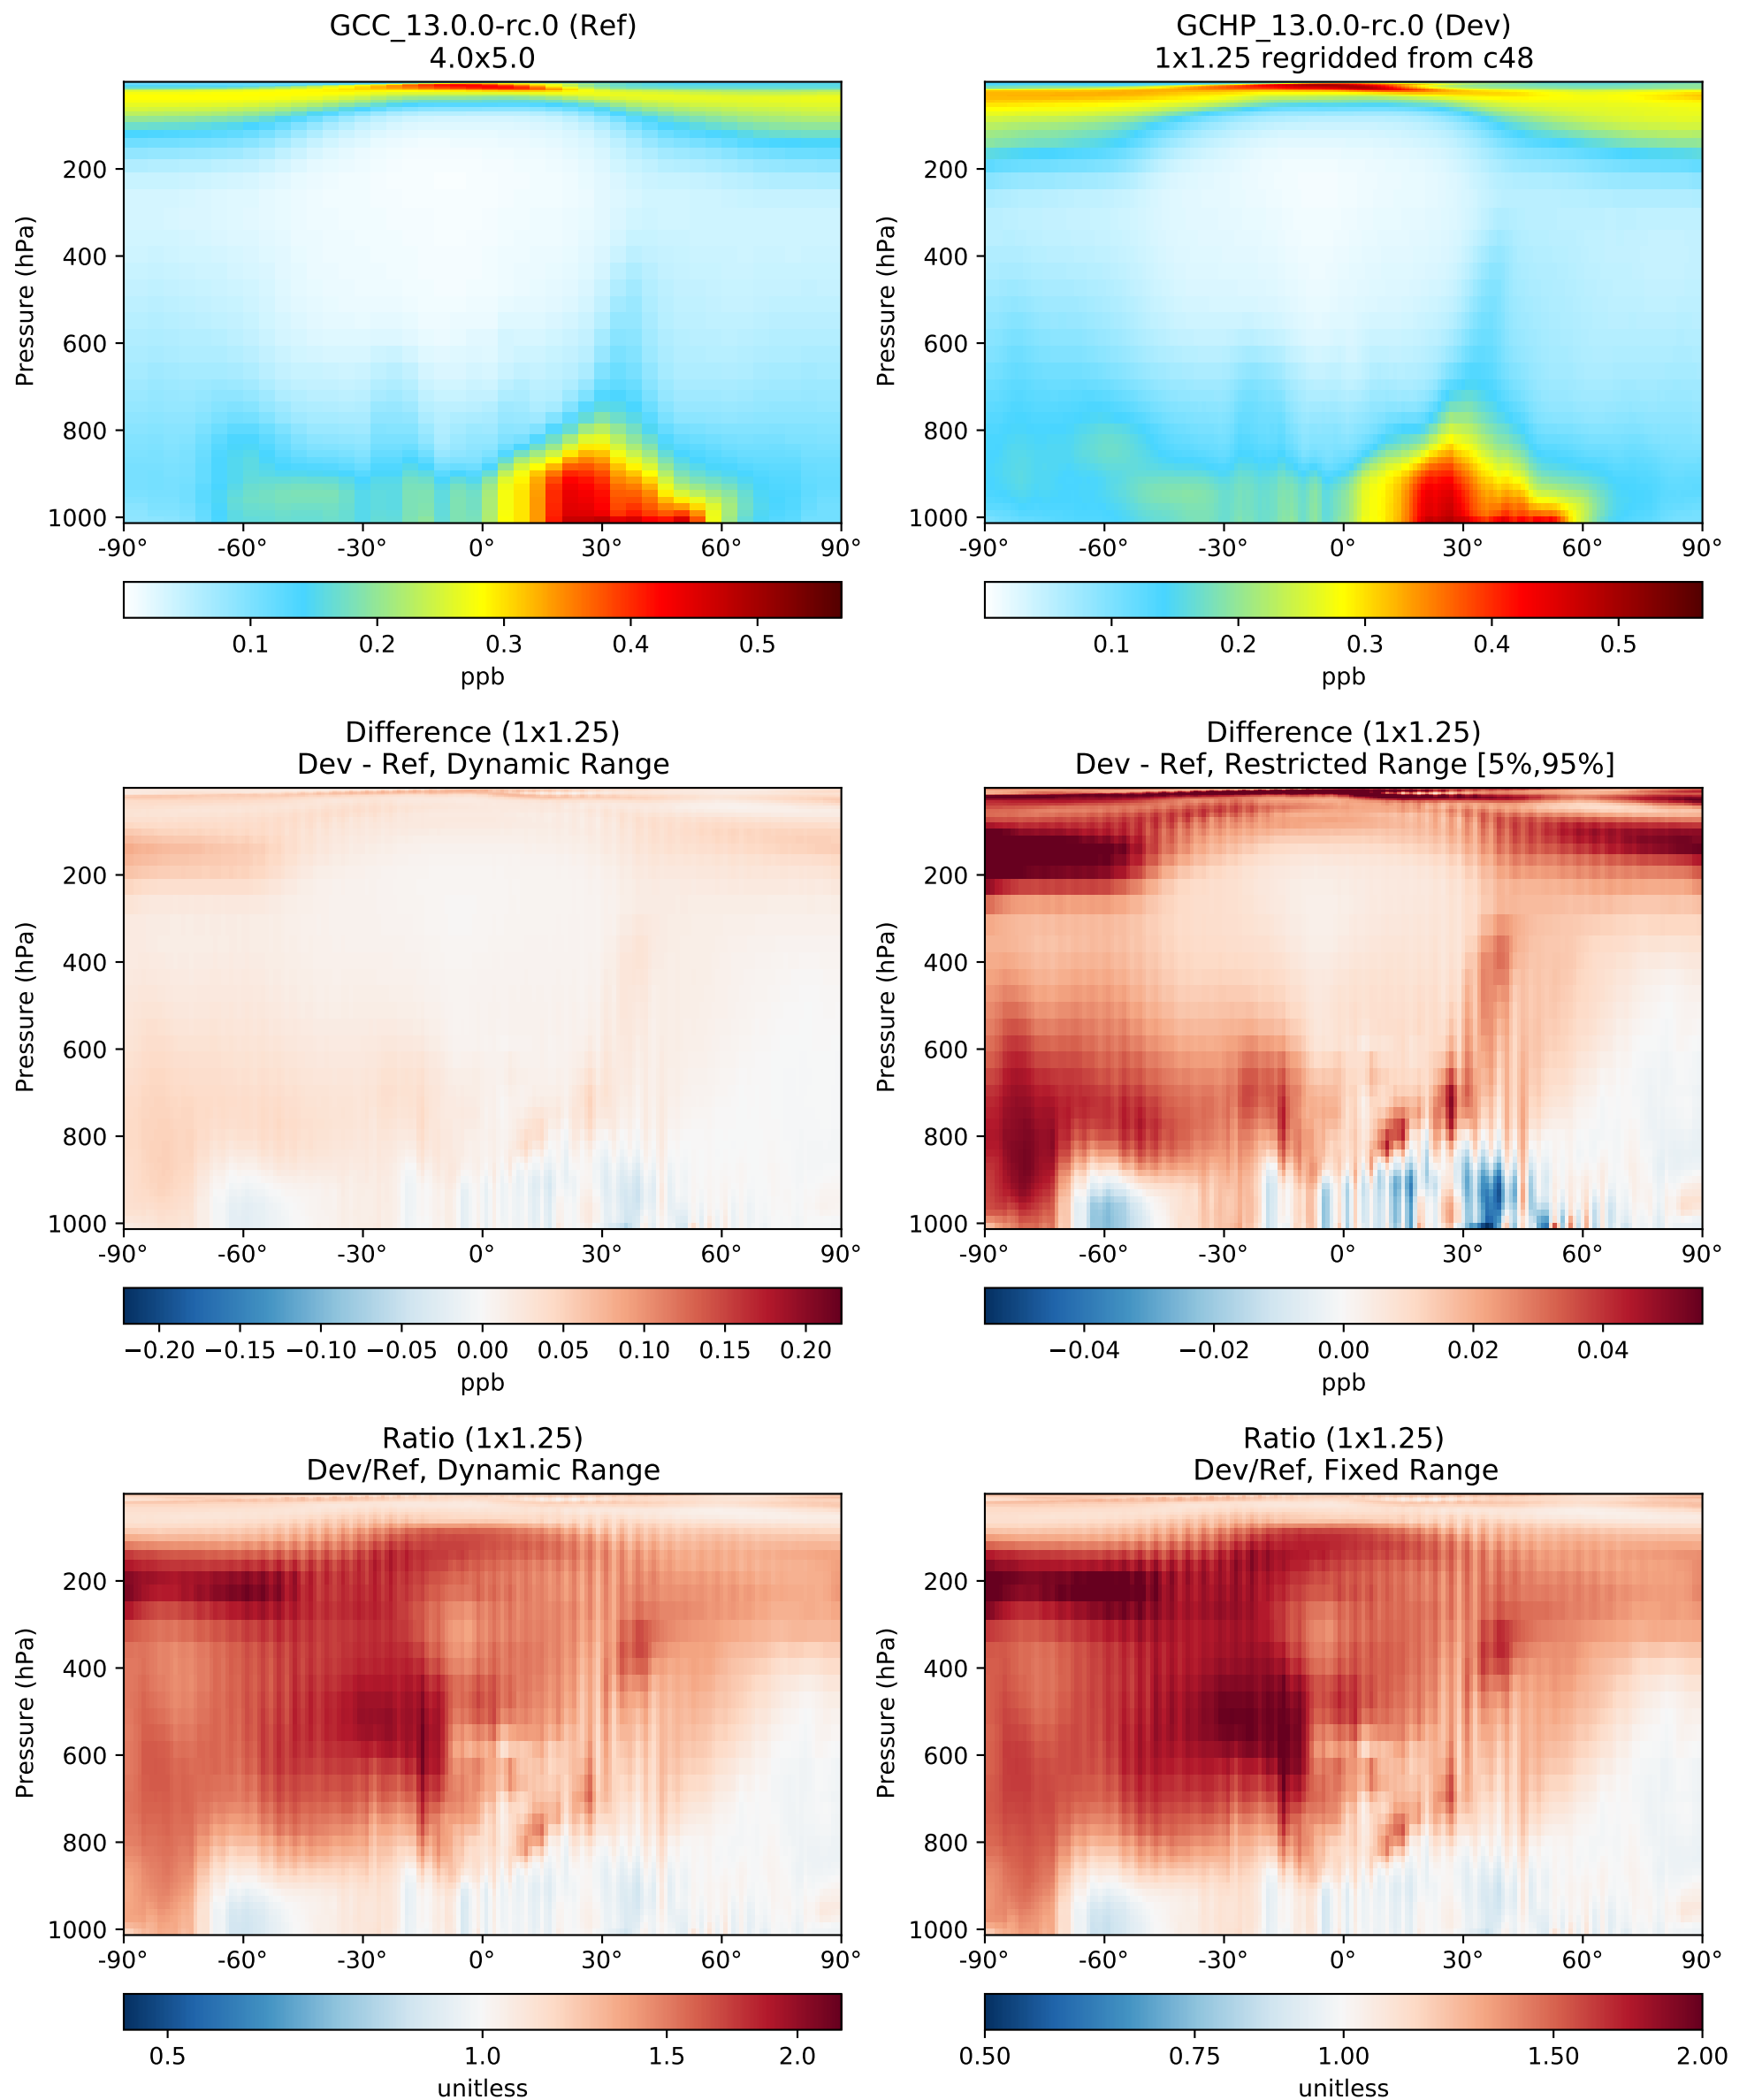 GCC_13.0.0-rc.0 (Ref)
4.0x5.0
Pressure (hPa)
200
400
600
800
1000
-90° -60° -30° 0° 30° 60° 90°
0.1 0.2 0.3 0.4 0.5
ppb
GCHP_13.0.0-rc.0 (Dev)
1x1.25 regridded from c48
Pressure (hPa)
200
400
600
800
1000
-90° -60° -30° 0° 30° 60° 90°
0.1 0.2 0.3 0.4 0.5
ppb
Difference (1x1.25)
Dev - Ref, Dynamic Range
Pressure (hPa)
200
400
600
800
1000
-90° -60° -30° 0° 30° 60° 90°
−0.20 −0.15 −0.10 −0.05 0.00 0.05 0.10 0.15 0.20
ppb
Difference (1x1.25)
Dev - Ref, Restricted Range [5%,95%]
Pressure (hPa)
200
400
600
800
1000
-90° -60° -30° 0° 30° 60° 90°
−0.04 −0.02 0.00 0.02 0.04
ppb
Ratio (1x1.25)
Dev/Ref, Dynamic Range
Pressure (hPa)
200
400
600
800
1000
-90° -60° -30° 0° 30° 60° 90°
0.5 1.0 1.5 2.0
unitless
Ratio (1x1.25)
Dev/Ref, Fixed Range
Pressure (hPa)
200
400
600
800
1000
-90° -60° -30° 0° 30° 60° 90°
0.50 0.75 1.00 1.50 2.00
unitless